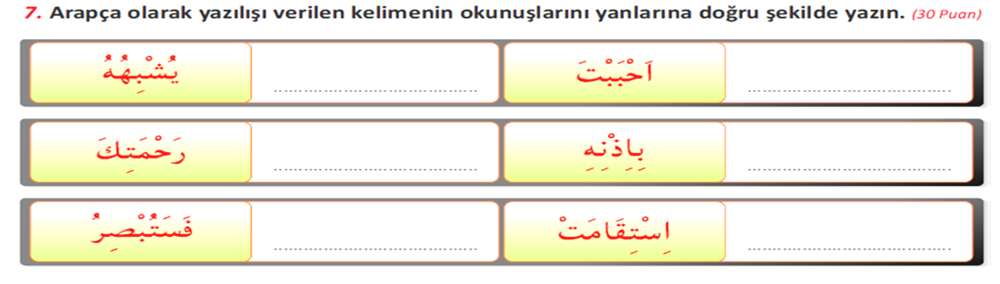 7. Arapça olarak yazılışı verilen kelimenin okunuşlarını yanlarına doğru şekilde yazın. (30 Puan)
يُشْبِهُهُ ........................................ اَحْبَبْتَ ........................................
رَحْمَتِكَ ........................................ بِاِذْنِهِ ........................................
فَسَتُبْصِرُ ........................................ اِسْتِقَامَتْ ........................................